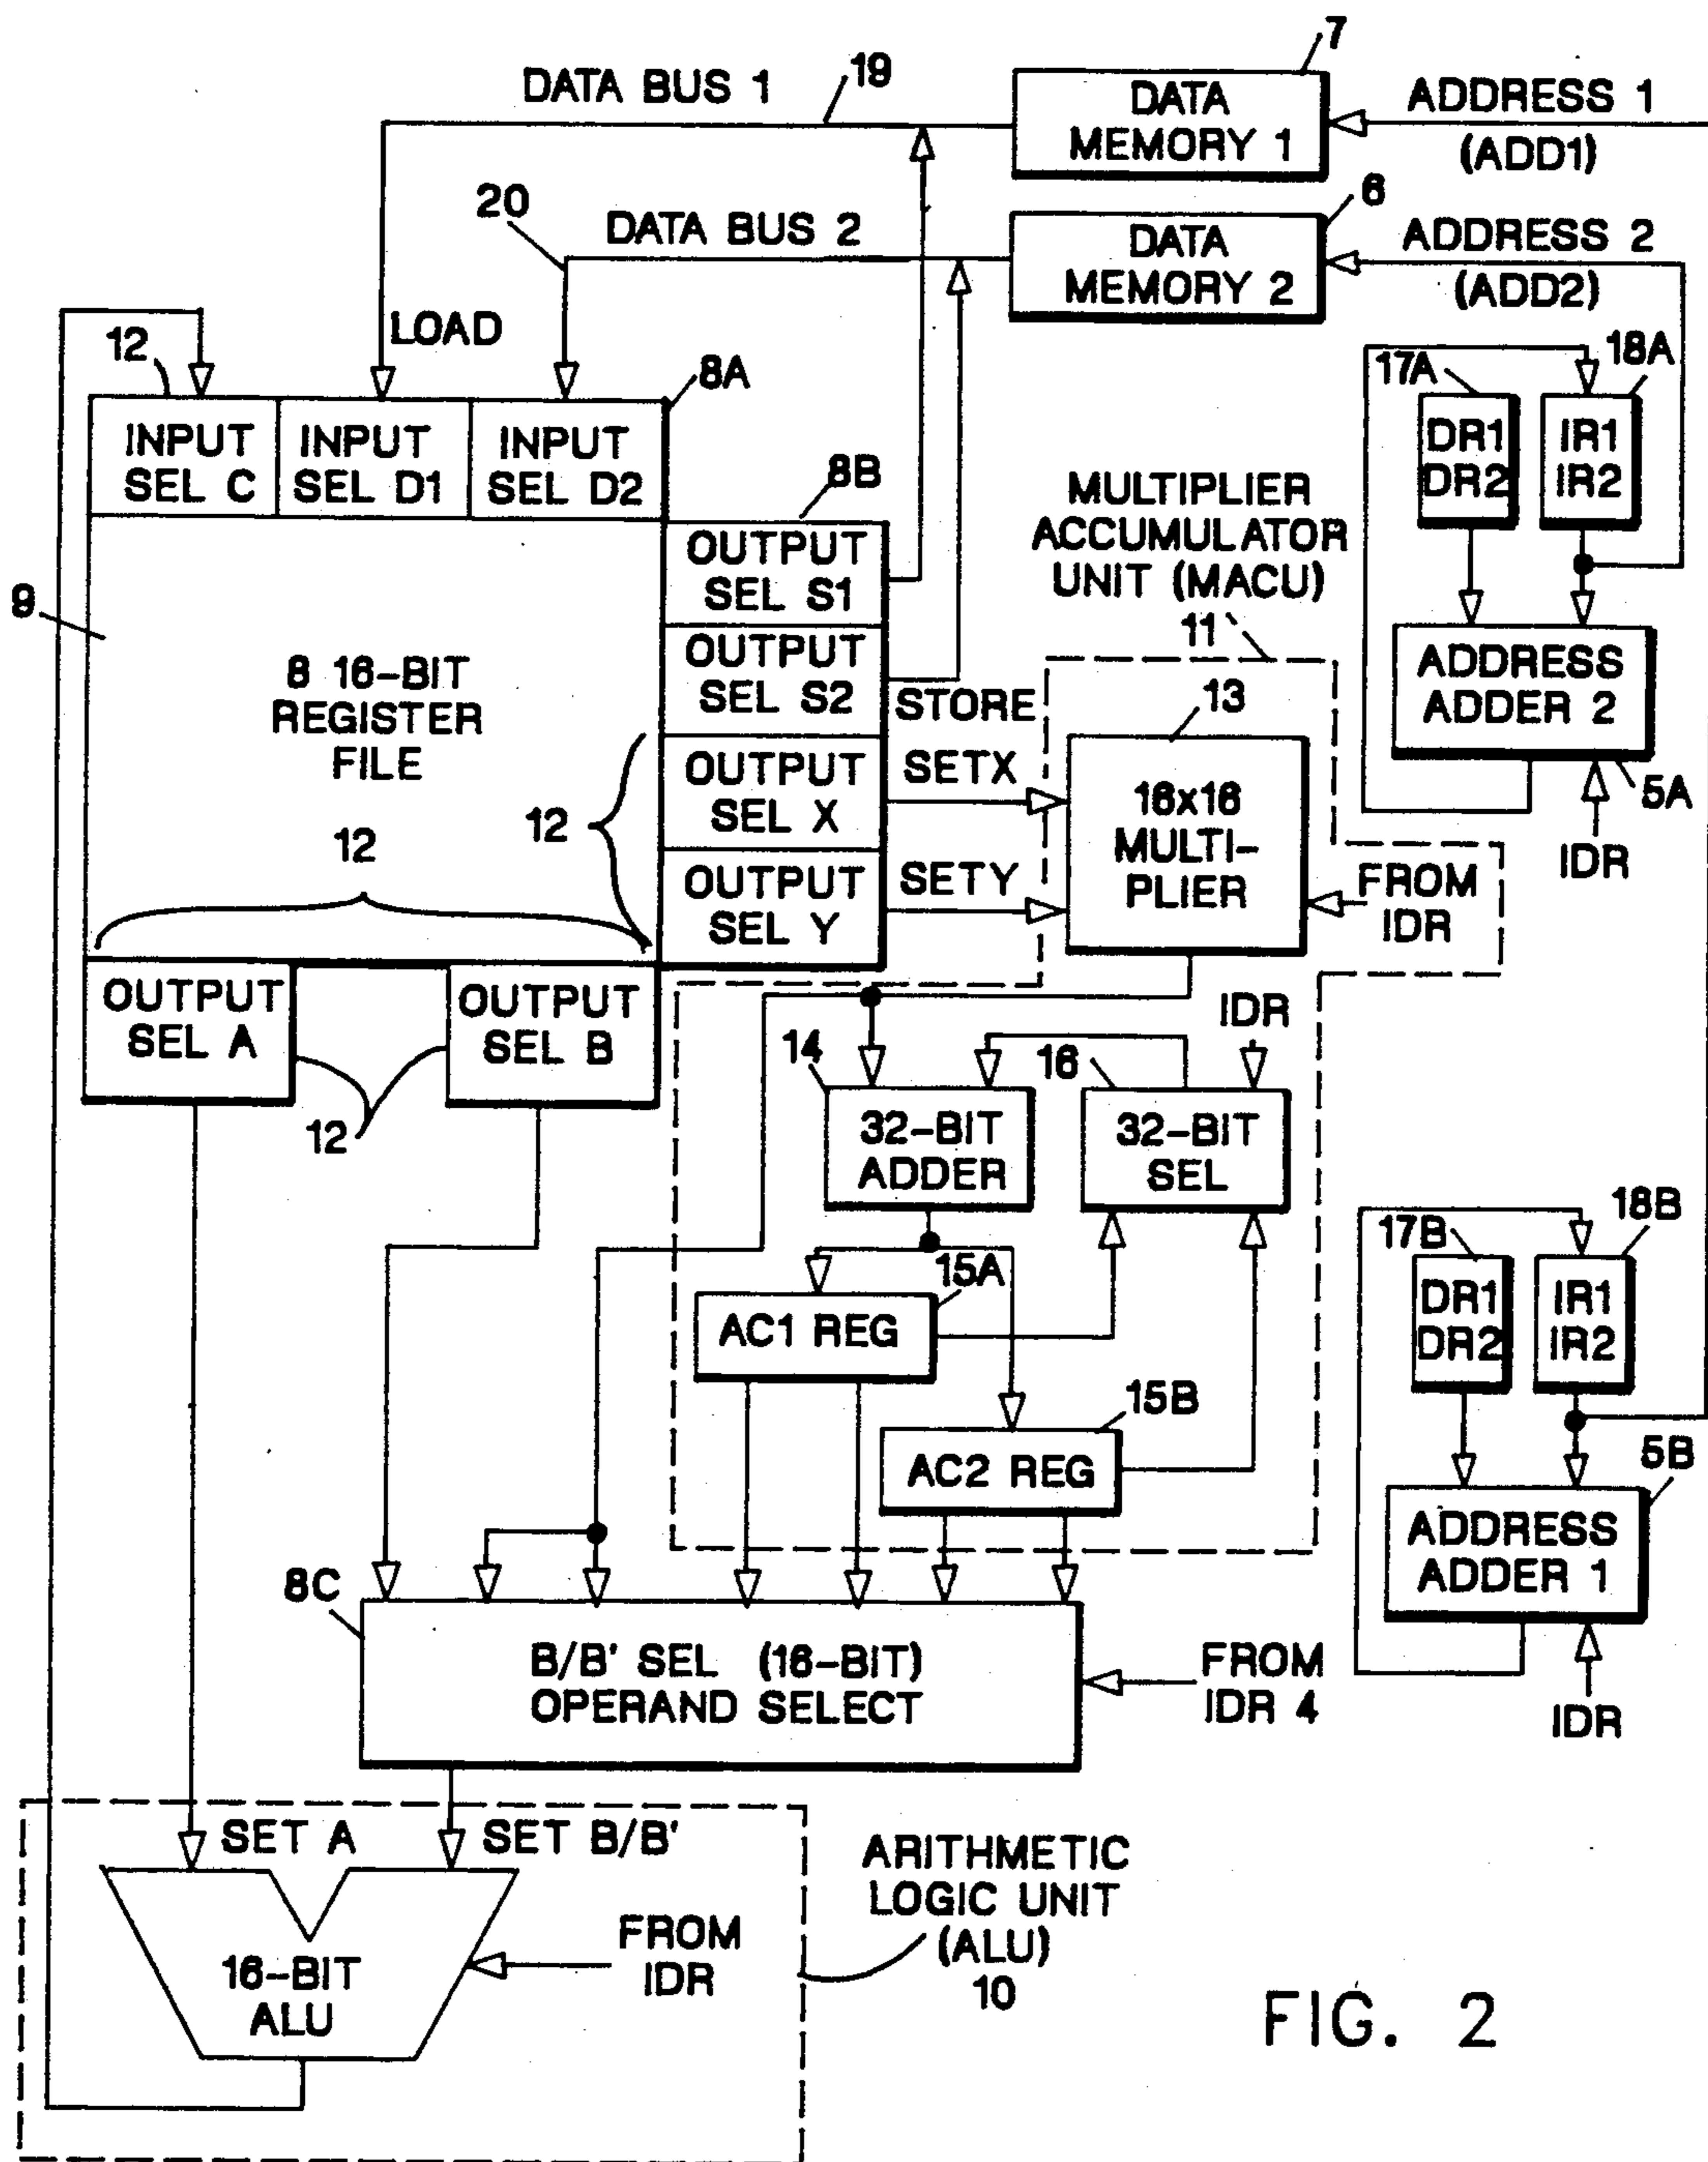 7
DATA BUS 1
19
DATA
MEMORY 1
ADDRESS 1
(ADD1)
20
DATA BUS 2
6
DATA
MEMORY 2
ADDRESS 2
(ADD2)
LOAD
12
8A
INPUT
SEL C
INPUT
SEL D1
INPUT
SEL D2
17A
18A
DR1
DR2
IR1
IR2
8B
MULTIPLIER
ACCUMULATOR
UNIT (MACU)
11
OUTPUT
SEL S1
OUTPUT
SEL S2
STORE
9
8 16-BIT
REGISTER
FILE
ADDRESS
ADDER 2
5A
IDR
13
OUTPUT
SEL X
SETX
12
12
16x16
MULTI-
PLIER
OUTPUT
SEL Y
SETY
FROM
IDR
OUTPUT
SEL A
OUTPUT
SEL B
12
IDR
14
16
32-BIT
ADDER
32-BIT
SEL
15A
AC1 REG
15B
AC2 REG
17B
18B
DR1
DR2
IR1
IR2
5B
ADDRESS
ADDER 1
IDR
8C
B/B' SEL (16-BIT)
OPERAND SELECT
FROM
IDR 4
SET A
SET B/B'
ARITHMETIC
LOGIC UNIT
(ALU)
10
FROM
IDR
16-BIT
ALU
FIG. 2